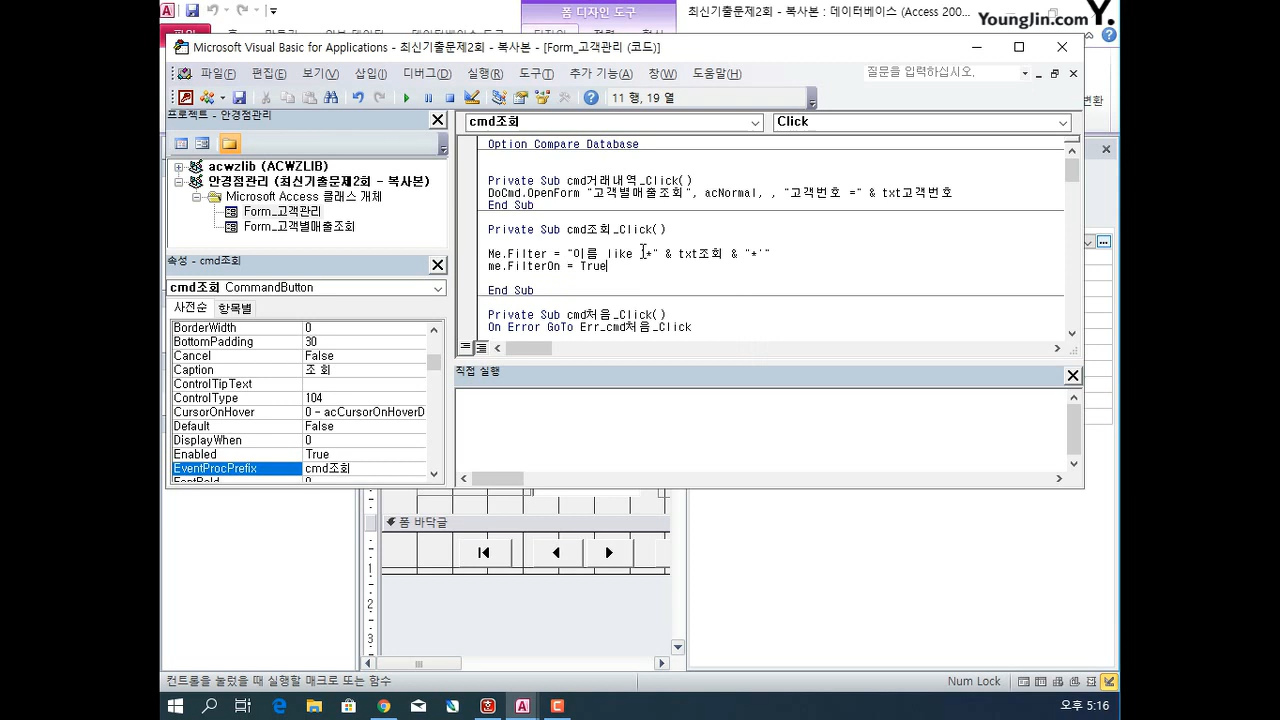 폼 디자인 도구
최신기출문제2회 - 복사본 : 데이터베이스 (Access 200...
YoungJin.com Y.
Microsoft Visual Basic for Applications - 최신기출문제2회 - 복사본 - [Form_고객관리 (코드)]
파일(F) 편집(E) 보기(V) 삽입(I) 디버그(D) 실행(R) 도구(T) 추가 기능(A) 창(W) 도움말(H)
질문을 입력하십시오.
11 행, 19 열
변환
프로젝트 - 안경점관리
cmd조회
Click
acwzlib (ACWZLIB)
안경점관리 (최신기출문제2회 - 복사본)
Microsoft Access 클래스 개체
Form_고객관리
Form_고객별매출조회
Option Compare Database
Private Sub cmd거래내역_Click()
DoCmd.OpenForm "고객별매출조회", acNormal, , "고객번호 =" & txt고객번호
End Sub
Private Sub cmd조회_Click()
Me.Filter = "이름 like '*" & txt조회 & "*'"
me.FilterOn = True
End Sub
Private Sub cmd처음_Click()
On Error GoTo Err_cmd처음_Click
속성 - cmd조회
cmd조회 CommandButton
사전순 항목별
BorderWidth 0
BottomPadding 30
Cancel False
Caption 조 회
ControlTipText
ControlType 104
CursorOnHover 0 - acCursorOnHoverD
Default False
DisplayWhen 0
Enabled True
EventProcPrefix cmd조회
직접 실행
폼 바닥글
1
2
3
컨트롤을 눌렀을 때 실행할 매크로 또는 함수
Num Lock
오후 5:16